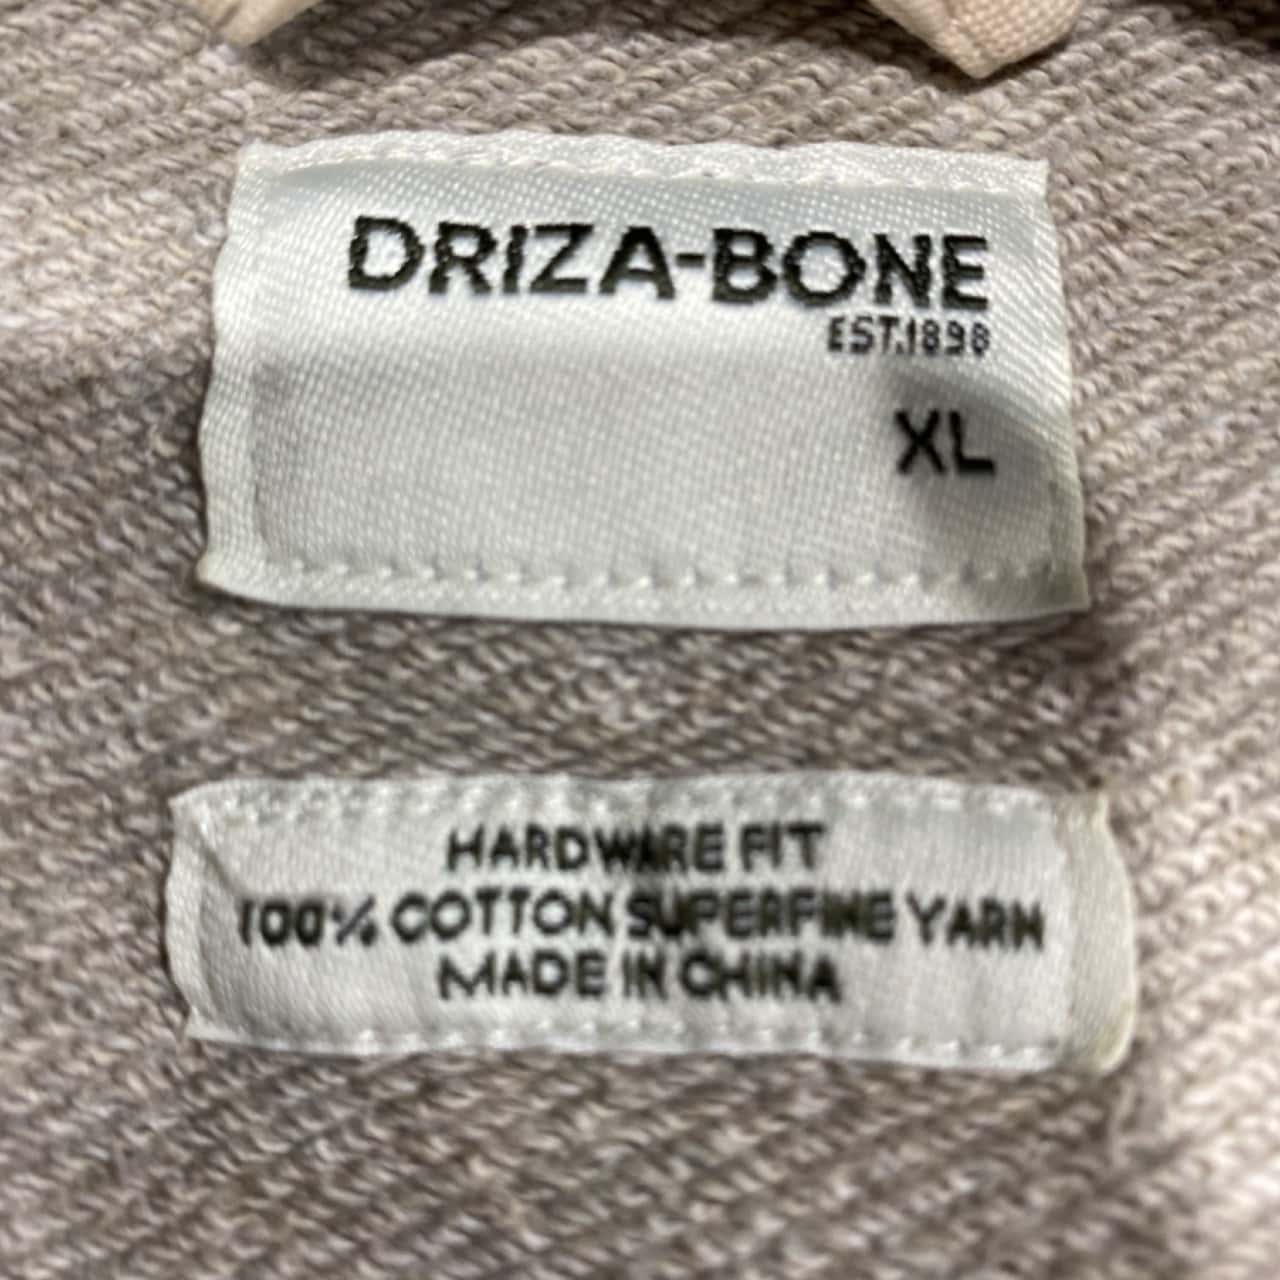 DRIZA-BONE
EST.1898
XL
HARDWARE FIT
100% COTTON SUPERFINE YARN
MADE IN CHINA